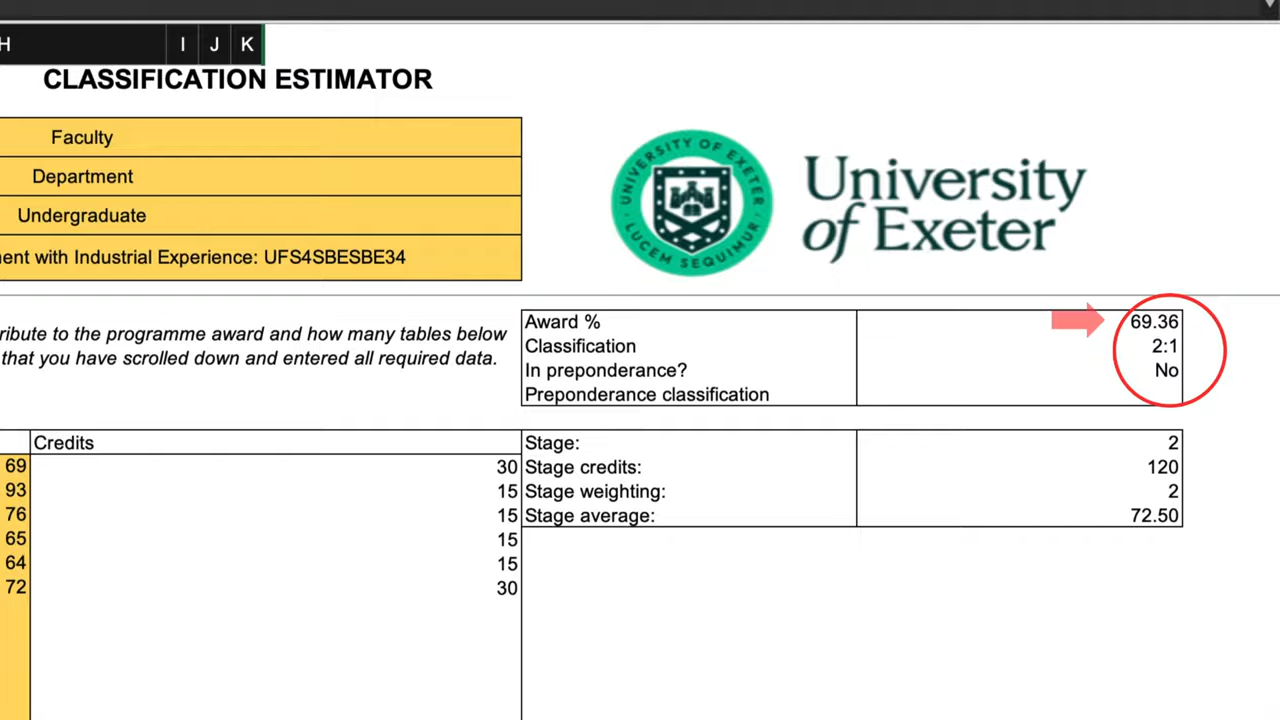 H I J K
CLASSIFICATION ESTIMATOR
Faculty
Department
Undergraduate
ent with Industrial Experience: UFS4SBESBE34
UNIVERSITY OF EXETER
LUCEM SEQUIMUR
University
of Exeter
ribute to the programme award and how many tables below
that you have scrolled down and entered all required data.
Award % 69.36
Classification 2:1
In preponderance? No
Preponderance classification
Credits
69 30
93 15
76 15
65 15
64 15
72 30
Stage: 2
Stage credits: 120
Stage weighting: 2
Stage average: 72.50